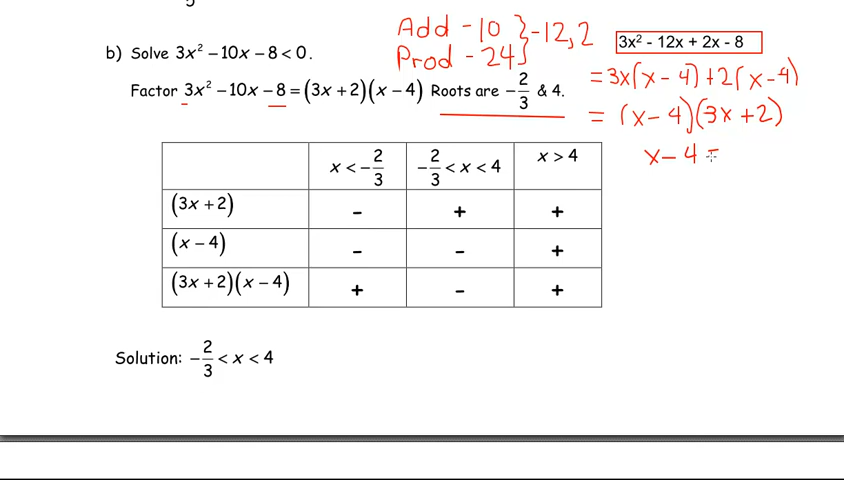 Add -10 } -12, 2
Prod - 24 }
3x² - 12x + 2x - 8
b) Solve 3x² − 10x − 8 < 0.
= 3x(x - 4) + 2(x - 4)
Factor 3x² − 10x − 8 = (3x + 2)(x − 4) Roots are −2/3 & 4.
= (x - 4)(3x + 2)
x - 4 =
x < −2/3 −2/3 < x < 4 x > 4
(3x + 2) - + +
(x − 4) - - +
(3x + 2)(x − 4) + - +
Solution: −2/3 < x < 4